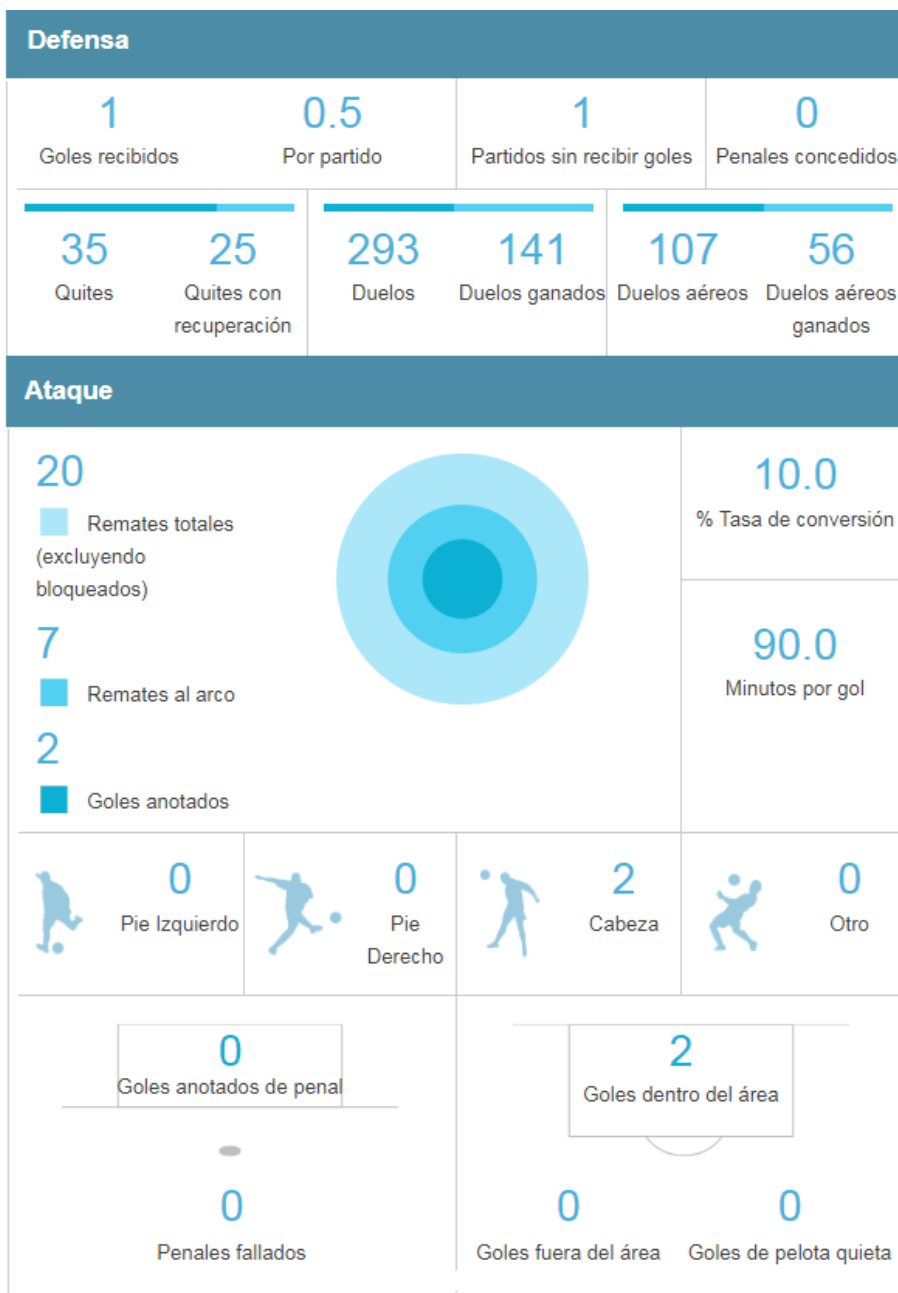 Defensa
1
0.5
1
0
Goles recibidos
Por partido
Partidos sin recibir goles
Penales concedidos
35
25
293
141
107
56
Quites
Quites con
recuperación
Duelos
Duelos ganados
Duelos aéreos
Duelos aéreos
ganados
Ataque
20
Remates totales
(excluyendo
bloqueados)
7
Remates al arco
2
Goles anotados
10.0
% Tasa de conversión
90.0
Minutos por gol
0
Pie Izquierdo
0
Pie
Derecho
2
Cabeza
0
Otro
0
Goles anotados de penal
0
Penales fallados
2
Goles dentro del área
0
Goles fuera del área
0
Goles de pelota quieta